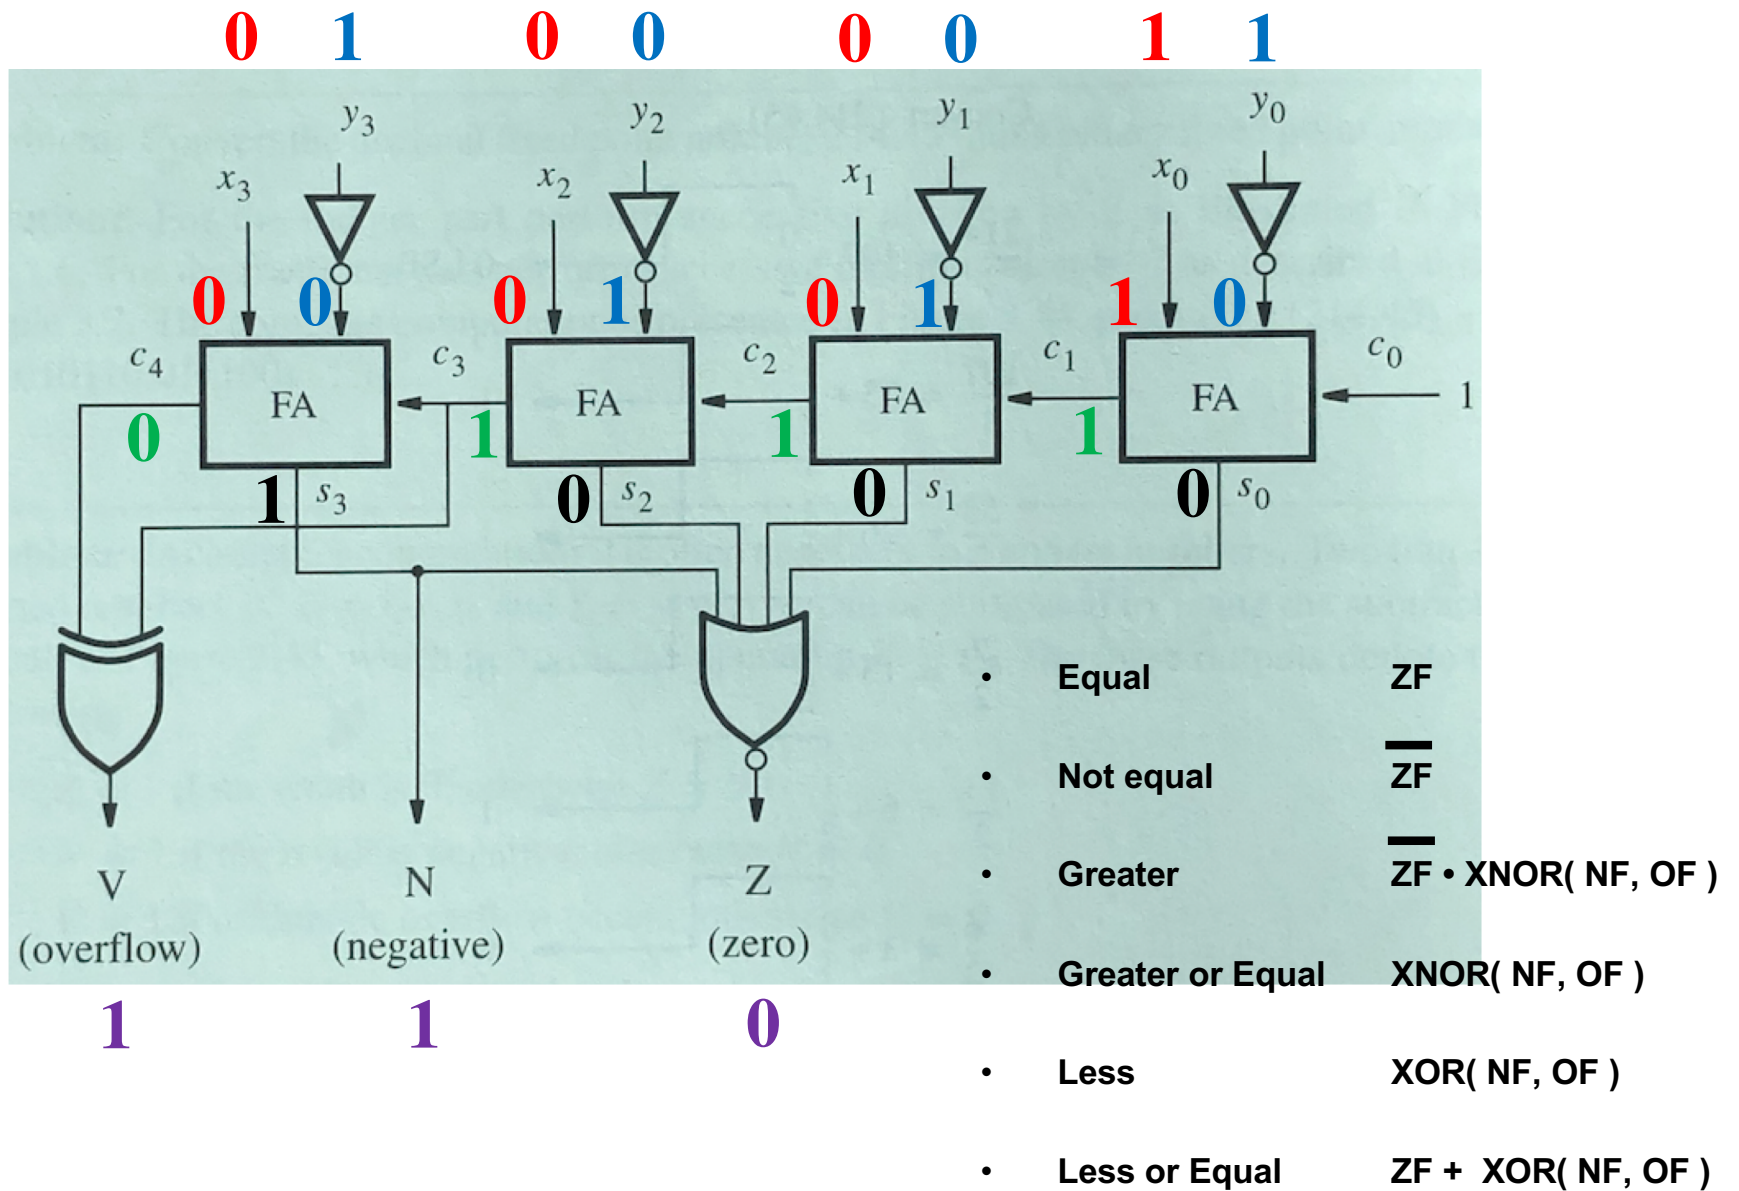 0 1 0 0 0 0 1 1
y3 y2 y1 y0
x3 x2 x1 x0
0 0 0 1 0 1 1 0
c4 c3 c2 c1 c0
FA FA FA FA 1
0 1 1 1
1 s3 0 s2 0 s1 0 s0
V N Z
(overflow) (negative) (zero)
1 1 0
• Equal ZF
• Not equal Z̅F̅
• Greater Z̅F̅ • XNOR( NF, OF )
• Greater or Equal XNOR( NF, OF )
• Less XOR( NF, OF )
• Less or Equal ZF + XOR( NF, OF )